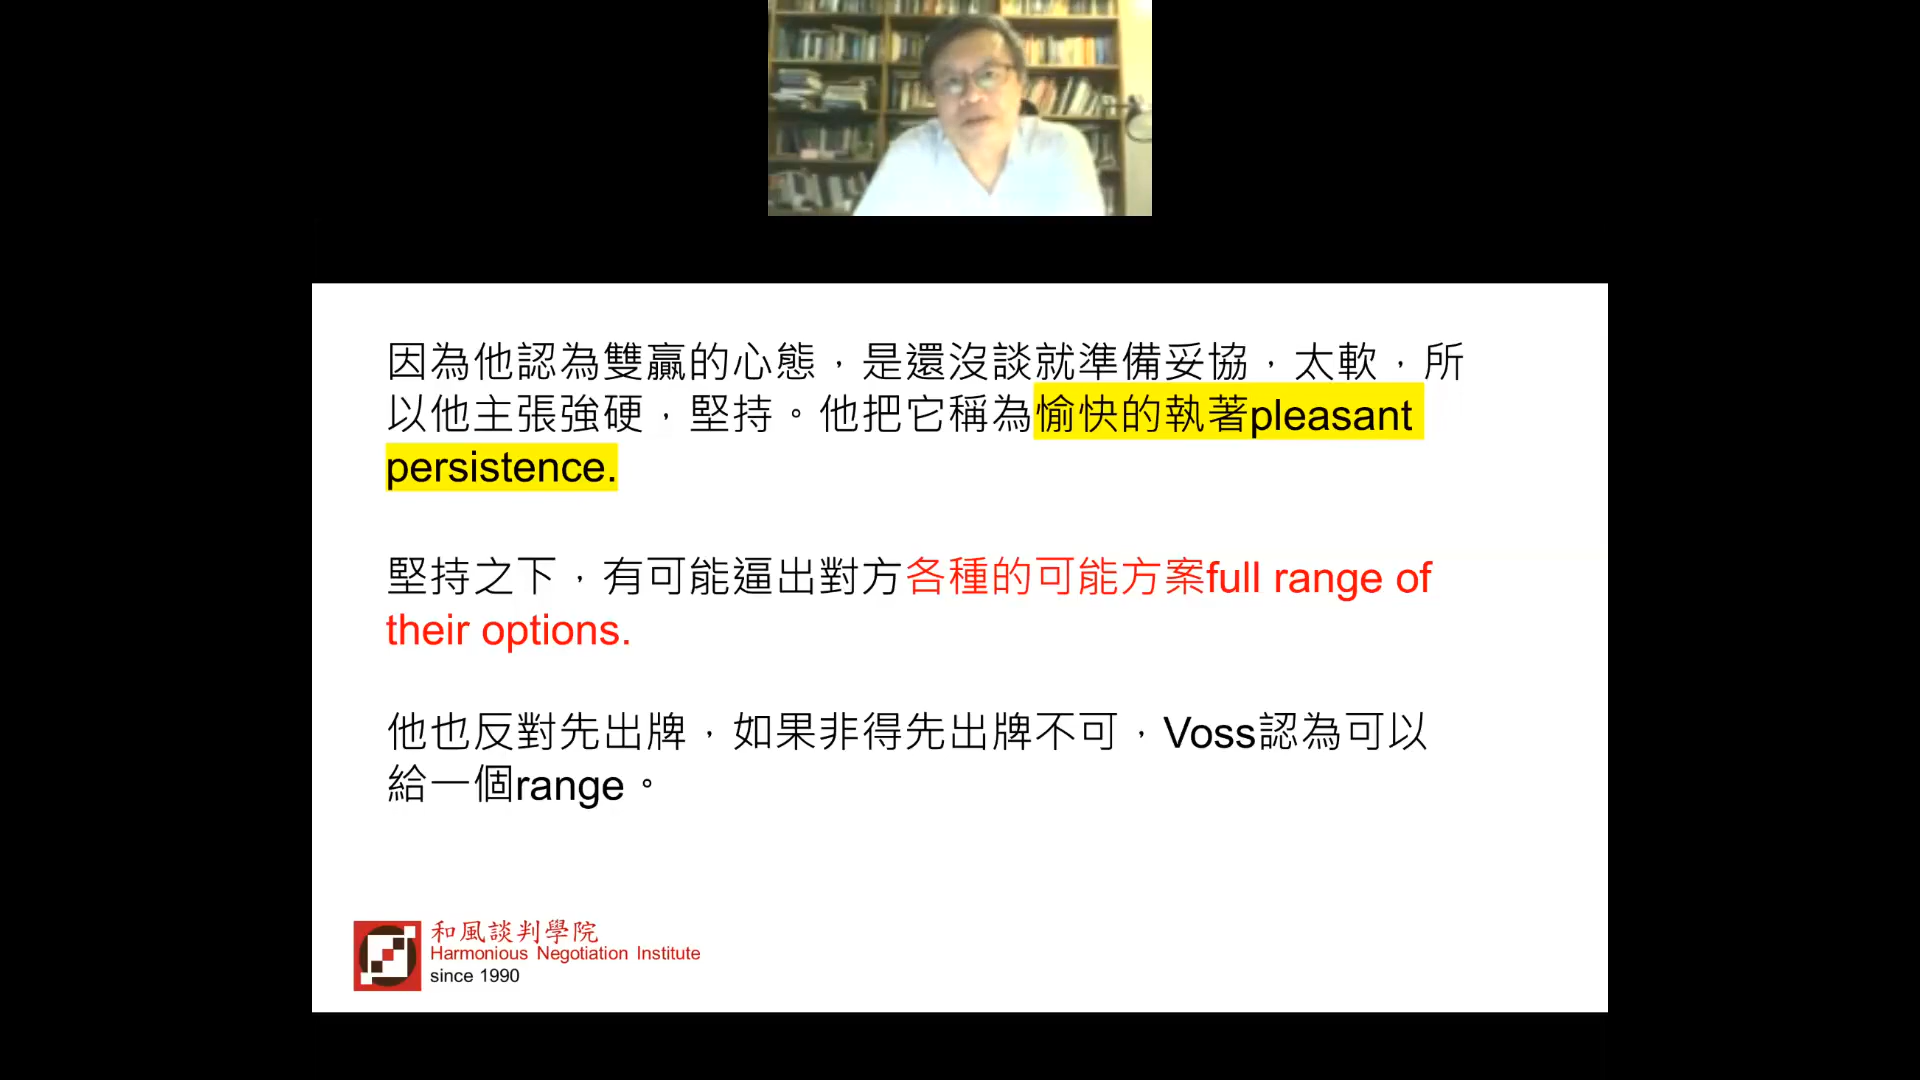 因為他認為雙贏的心態，是還沒談就準備妥協，太軟，所
以他主張強硬，堅持。他把它稱為愉快的執著pleasant
persistence.
堅持之下，有可能逼出對方各種的可能方案full range of
their options.
他也反對先出牌，如果非得先出牌不可，Voss認為可以
給一個range。
和風談判學院
Harmonious Negotiation Institute
since 1990